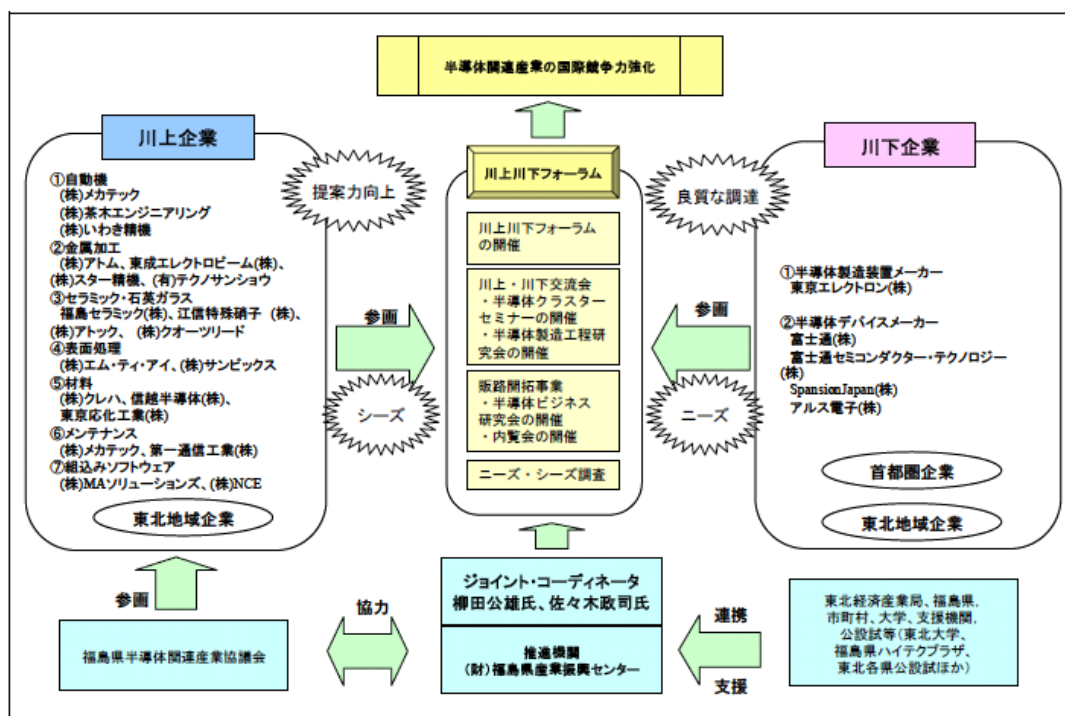 半導体関連産業の国際競争力強化
川上企業
①自動機
(株)メカテック
(株)茶木エンジニアリング
(株)いわき精機
②金属加工
(株)アトム、東成エレクトロビーム(株)、
(株)スター精機、(有)テクノサンショウ
③セラミック・石英ガラス
福島セラミック(株)、江信特殊硝子 (株)、
(株)アトック、 (株)クオーツリード
④表面処理
(株)エム・ティ・アイ、(株)サンビックス
⑤材料
(株)クレハ、信越半導体(株)、
東京応化工業(株)
⑥メンテナンス
(株)メカテック、第一通信工業(株)
⑦組込みソフトウェア
(株)MAソリューションズ、(株)NCE
東北地域企業
提案力向上
参画
シーズ
川上川下フォーラム
川上川下フォーラム
の開催
川上・川下交流会
・半導体クラスター
セミナーの開催
・半導体製造工程研
究会の開催
販路開拓事業
・半導体ビジネス
研究会の開催
・内覧会の開催
ニーズ・シーズ調査
良質な調達
参画
ニーズ
川下企業
①半導体製造装置メーカー
東京エレクトロン(株)
②半導体デバイスメーカー
富士通(株)
富士通セミコンダクター・テクノロジー
(株)
SpansionJapan(株)
アルス電子(株)
首都圏企業
東北地域企業
参画
福島県半導体関連産業協議会
協力
ジョイント・コーディネータ
柳田公雄氏、佐々木政司氏
推進機関
(財)福島県産業振興センター
連携
支援
東北経済産業局、福島県,
市町村、大学、支援機関,
公設試等(東北大学、
福島県ハイテクプラザ、
東北各県公設試ほか)